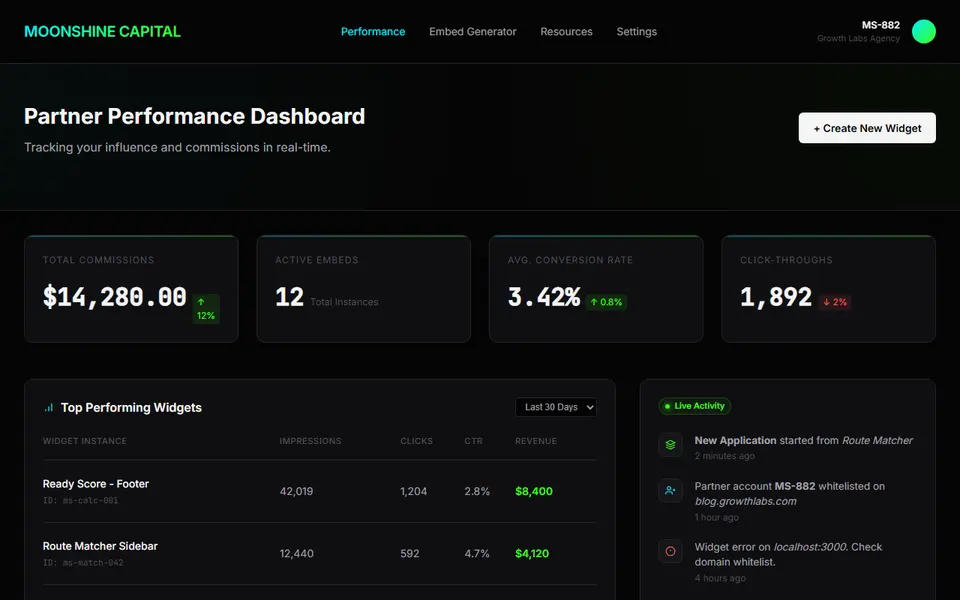 MOONSHINE CAPITAL
Performance
Embed Generator
Resources
Settings
MS-882
Growth Labs Agency
Partner Performance Dashboard
Tracking your influence and commissions in real-time.
+ Create New Widget
TOTAL COMMISSIONS
$14,280.00
↑
12%
ACTIVE EMBEDS
12 Total Instances
AVG. CONVERSION RATE
3.42% ↑ 0.8%
CLICK-THROUGHS
1,892 ↓ 2%
Top Performing Widgets
Last 30 Days
WIDGET INSTANCE IMPRESSIONS CLICKS CTR REVENUE
Ready Score - Footer
ID: ms-calc-081
42,019 1,204 2.8% $8,400
Route Matcher Sidebar
ID: ms-match-042
12,440 592 4.7% $4,120
Live Activity
New Application started from Route Matcher
2 minutes ago
Partner account MS-882 whitelisted on
blog.growthlabs.com
1 hour ago
Widget error on localhost:3000. Check
domain whitelist.
4 hours ago